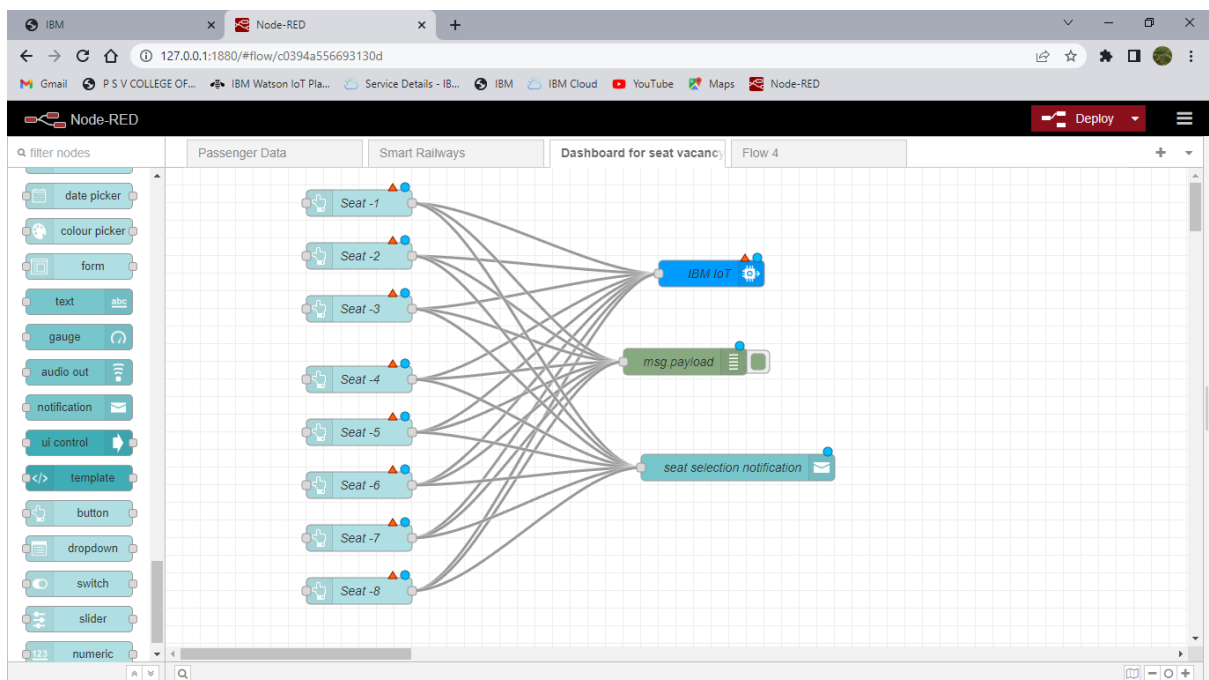 IBM
Node-RED
127.0.0.1:1880/#flow/c0394a556693130d
Gmail P S V COLLEGE OF... IBM Watson IoT Pla... Service Details - IB... IBM IBM Cloud YouTube Maps Node-RED
Node-RED
Deploy
filter nodes
Passenger Data
Smart Railways
Dashboard for seat vacancy
Flow 4
date picker
colour picker
form
text abc
gauge
audio out
notification
ui control
</> template
button
dropdown
switch
slider
123 numeric
Seat -1
Seat -2
Seat -3
Seat -4
Seat -5
Seat -6
Seat -7
Seat -8
IBM IoT
msg.payload
seat selection notification